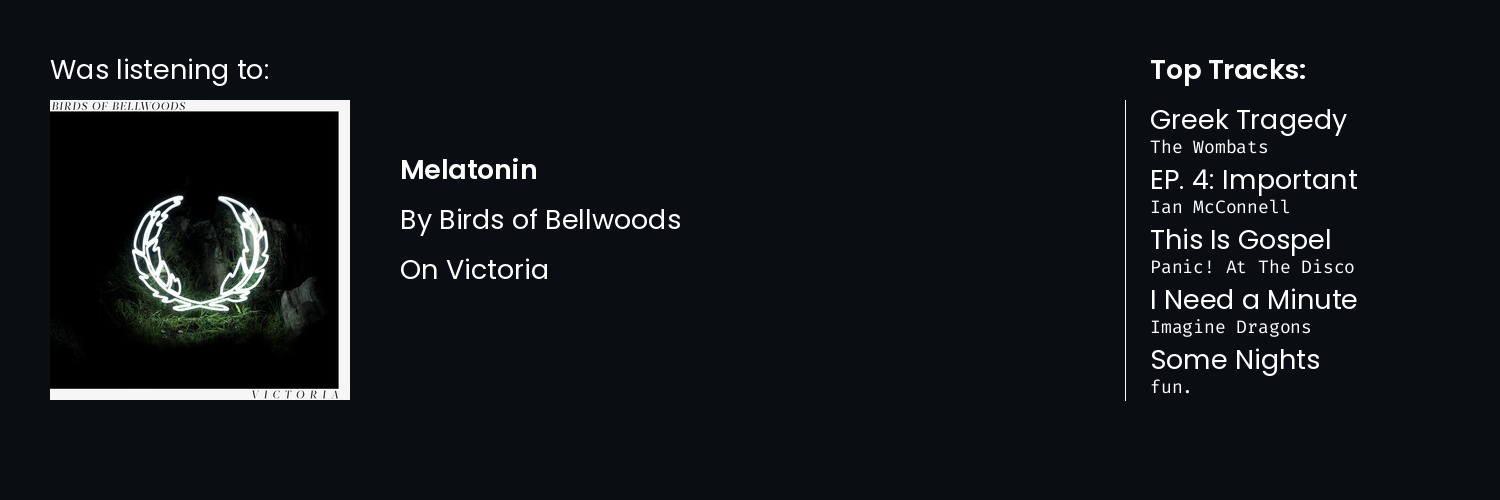 Was listening to:
BIRDS OF BELLWOODS
VICTORIA
Melatonin
By Birds of Bellwoods
On Victoria
Top Tracks:
Greek Tragedy
The Wombats
EP. 4: Important
Ian McConnell
This Is Gospel
Panic! At The Disco
I Need a Minute
Imagine Dragons
Some Nights
fun.